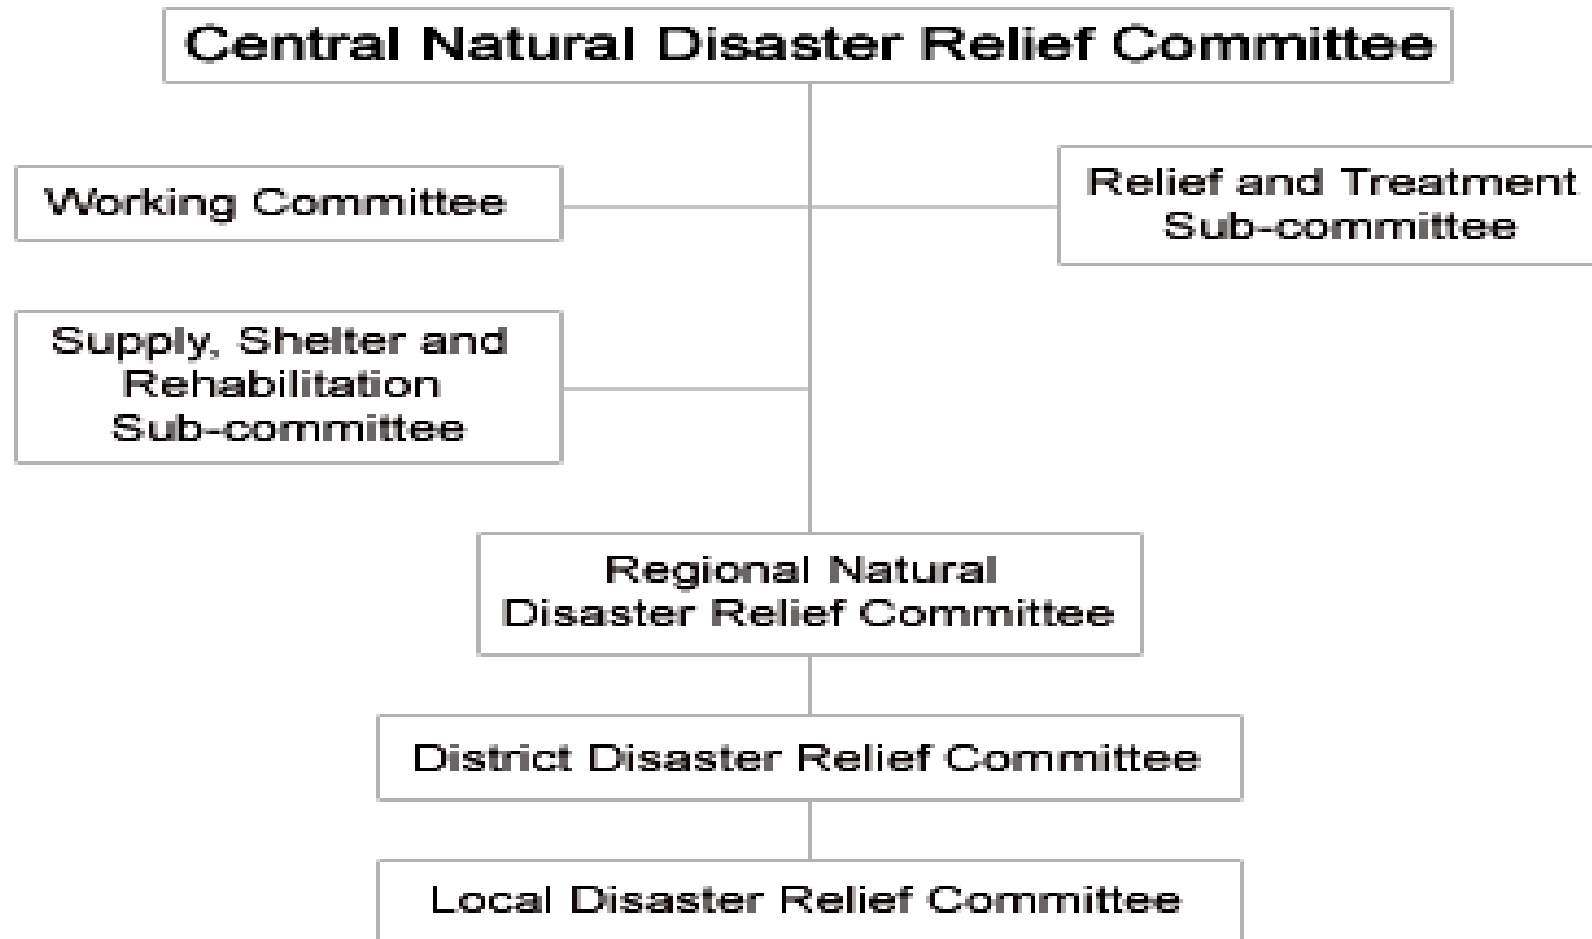 Central Natural Disaster Relief Committee
Working Committee
Relief and Treatment
Sub-committee
Supply, Shelter and
Rehabilitation
Sub-committee
Regional Natural
Disaster Relief Committee
District Disaster Relief Committee
Local Disaster Relief Committee